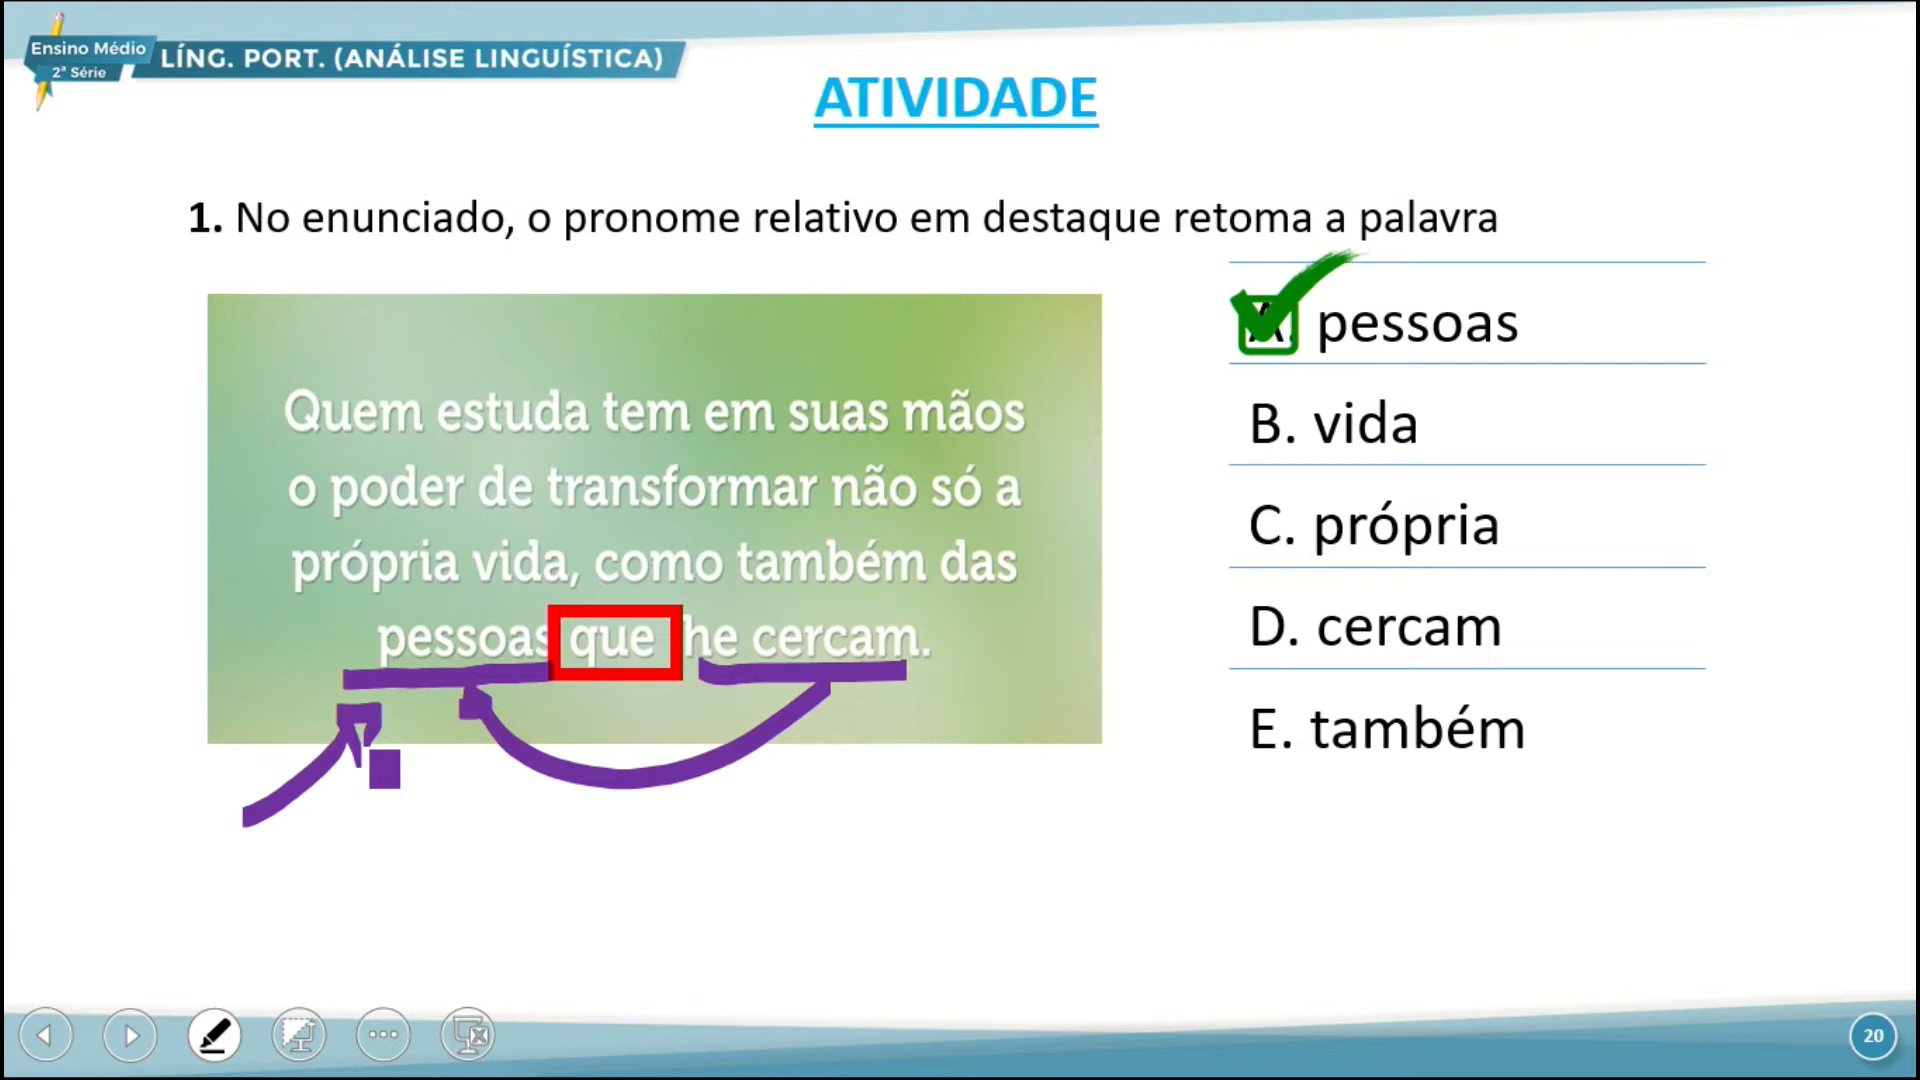 Ensino Médio
2ª Série
LÍNG. PORT. (ANÁLISE LINGUÍSTICA)
ATIVIDADE
1. No enunciado, o pronome relativo em destaque retoma a palavra
Quem estuda tem em suas mãos
o poder de transformar não só a
própria vida, como também das
pessoas que lhe cercam.
A. pessoas
B. vida
C. própria
D. cercam
E. também
20